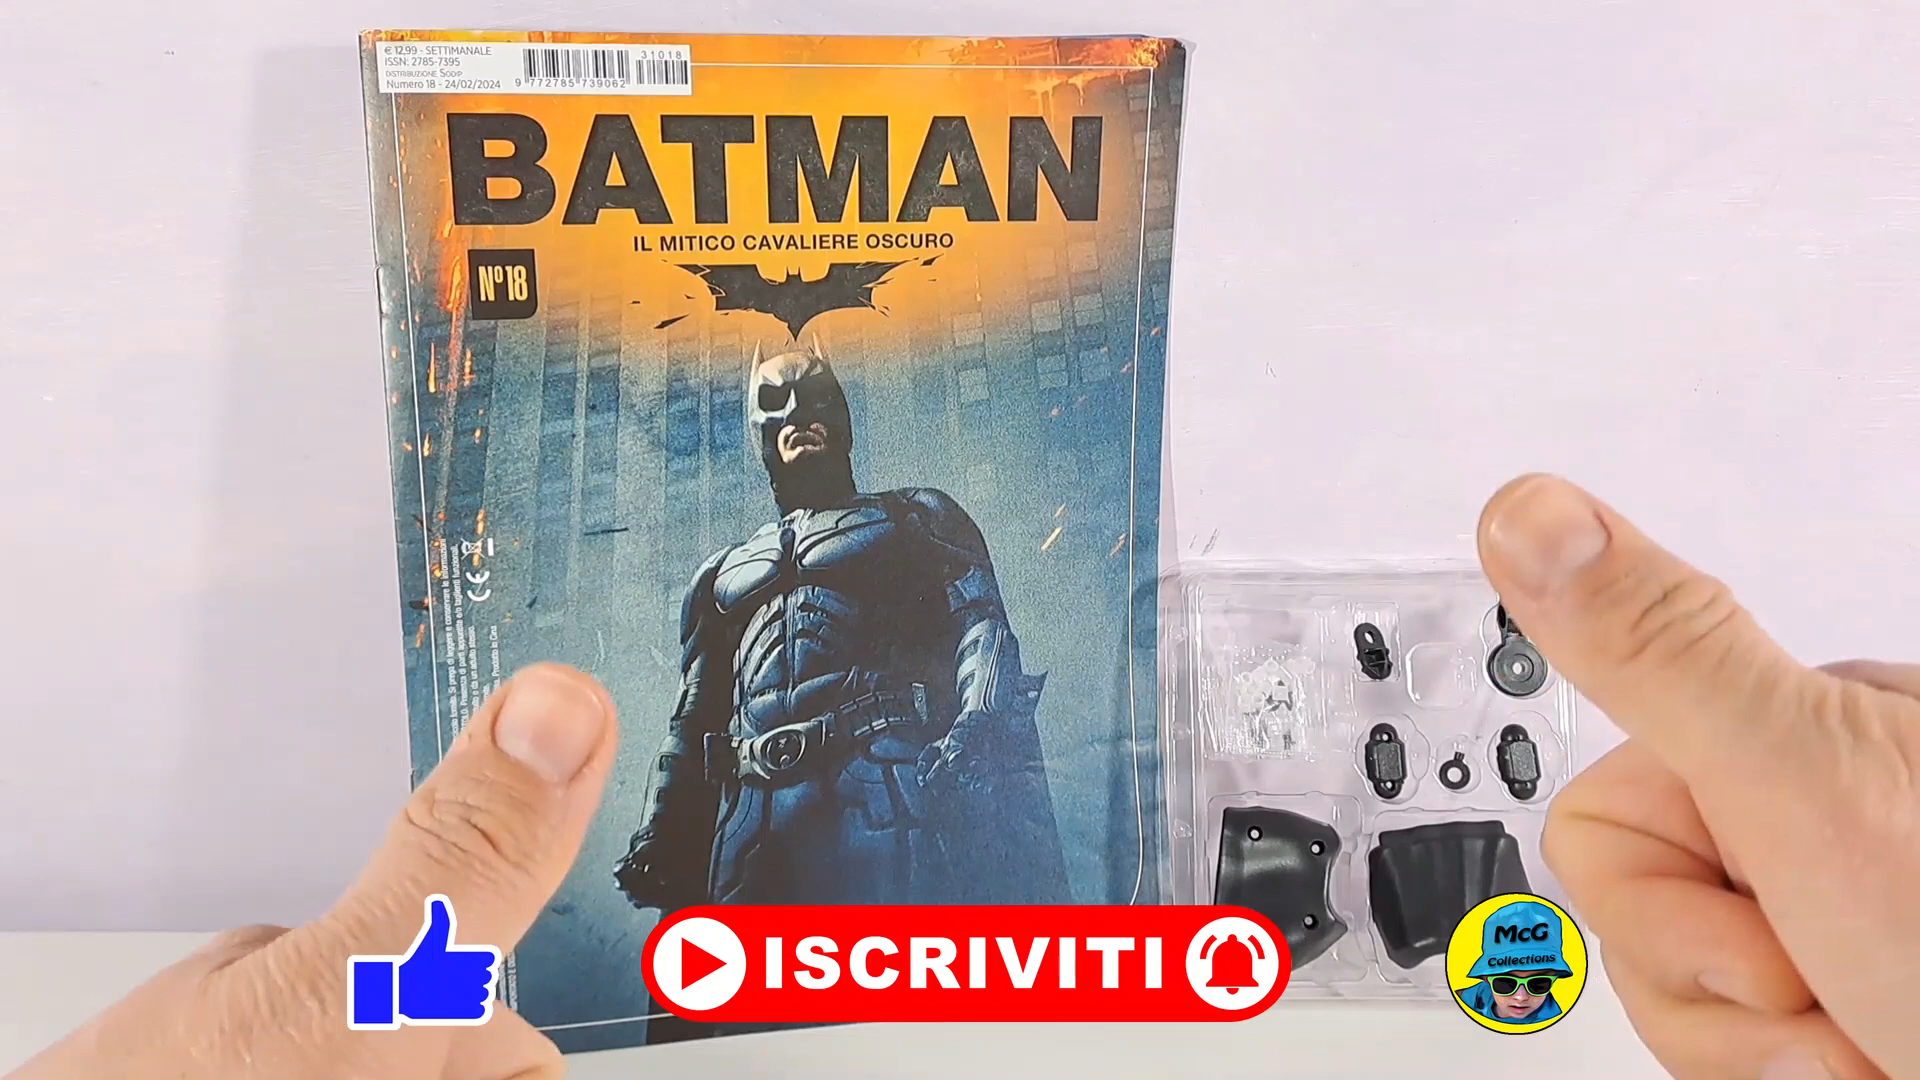 € 12,99 - SETTIMANALE
ISSN: 2785-7395
DISTRIBUZIONE SODIP
Numero 18 - 24/02/2024
31018
9 772785 739062
BATMAN
IL MITICO CAVALIERE OSCURO
Nº18
CE
ISCRIVITI
McG
Collections